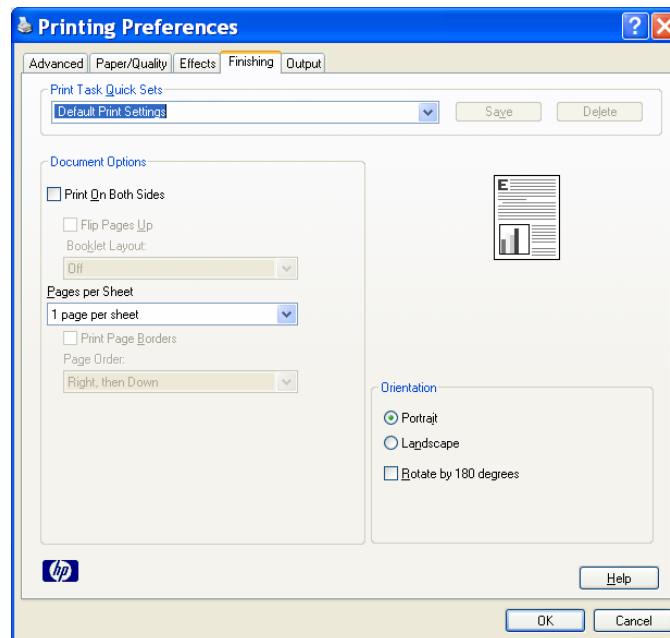 Printing Preferences
Advanced Paper/Quality Effects Finishing Output
Print Task Quick Sets
Default Print Settings
Save Delete
Document Options
Print On Both Sides
Flip Pages Up
Booklet Layout:
Off
Pages per Sheet
1 page per sheet
Print Page Borders
Page Order:
Right, then Down
E
Orientation
Portrait
Landscape
Rotate by 180 degrees
hp
Help
OK Cancel